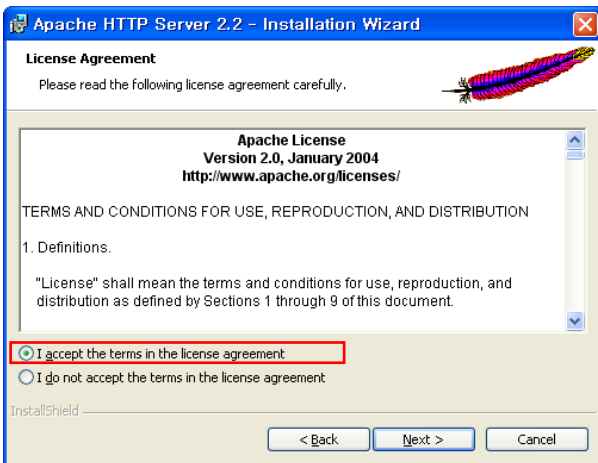 Apache HTTP Server 2.2 - Installation Wizard
License Agreement
Please read the following license agreement carefully.
Apache License
Version 2.0, January 2004
http://www.apache.org/licenses/
TERMS AND CONDITIONS FOR USE, REPRODUCTION, AND DISTRIBUTION
1. Definitions.
"License" shall mean the terms and conditions for use, reproduction, and
distribution as defined by Sections 1 through 9 of this document.
I accept the terms in the license agreement
I do not accept the terms in the license agreement
InstallShield
< Back Next > Cancel